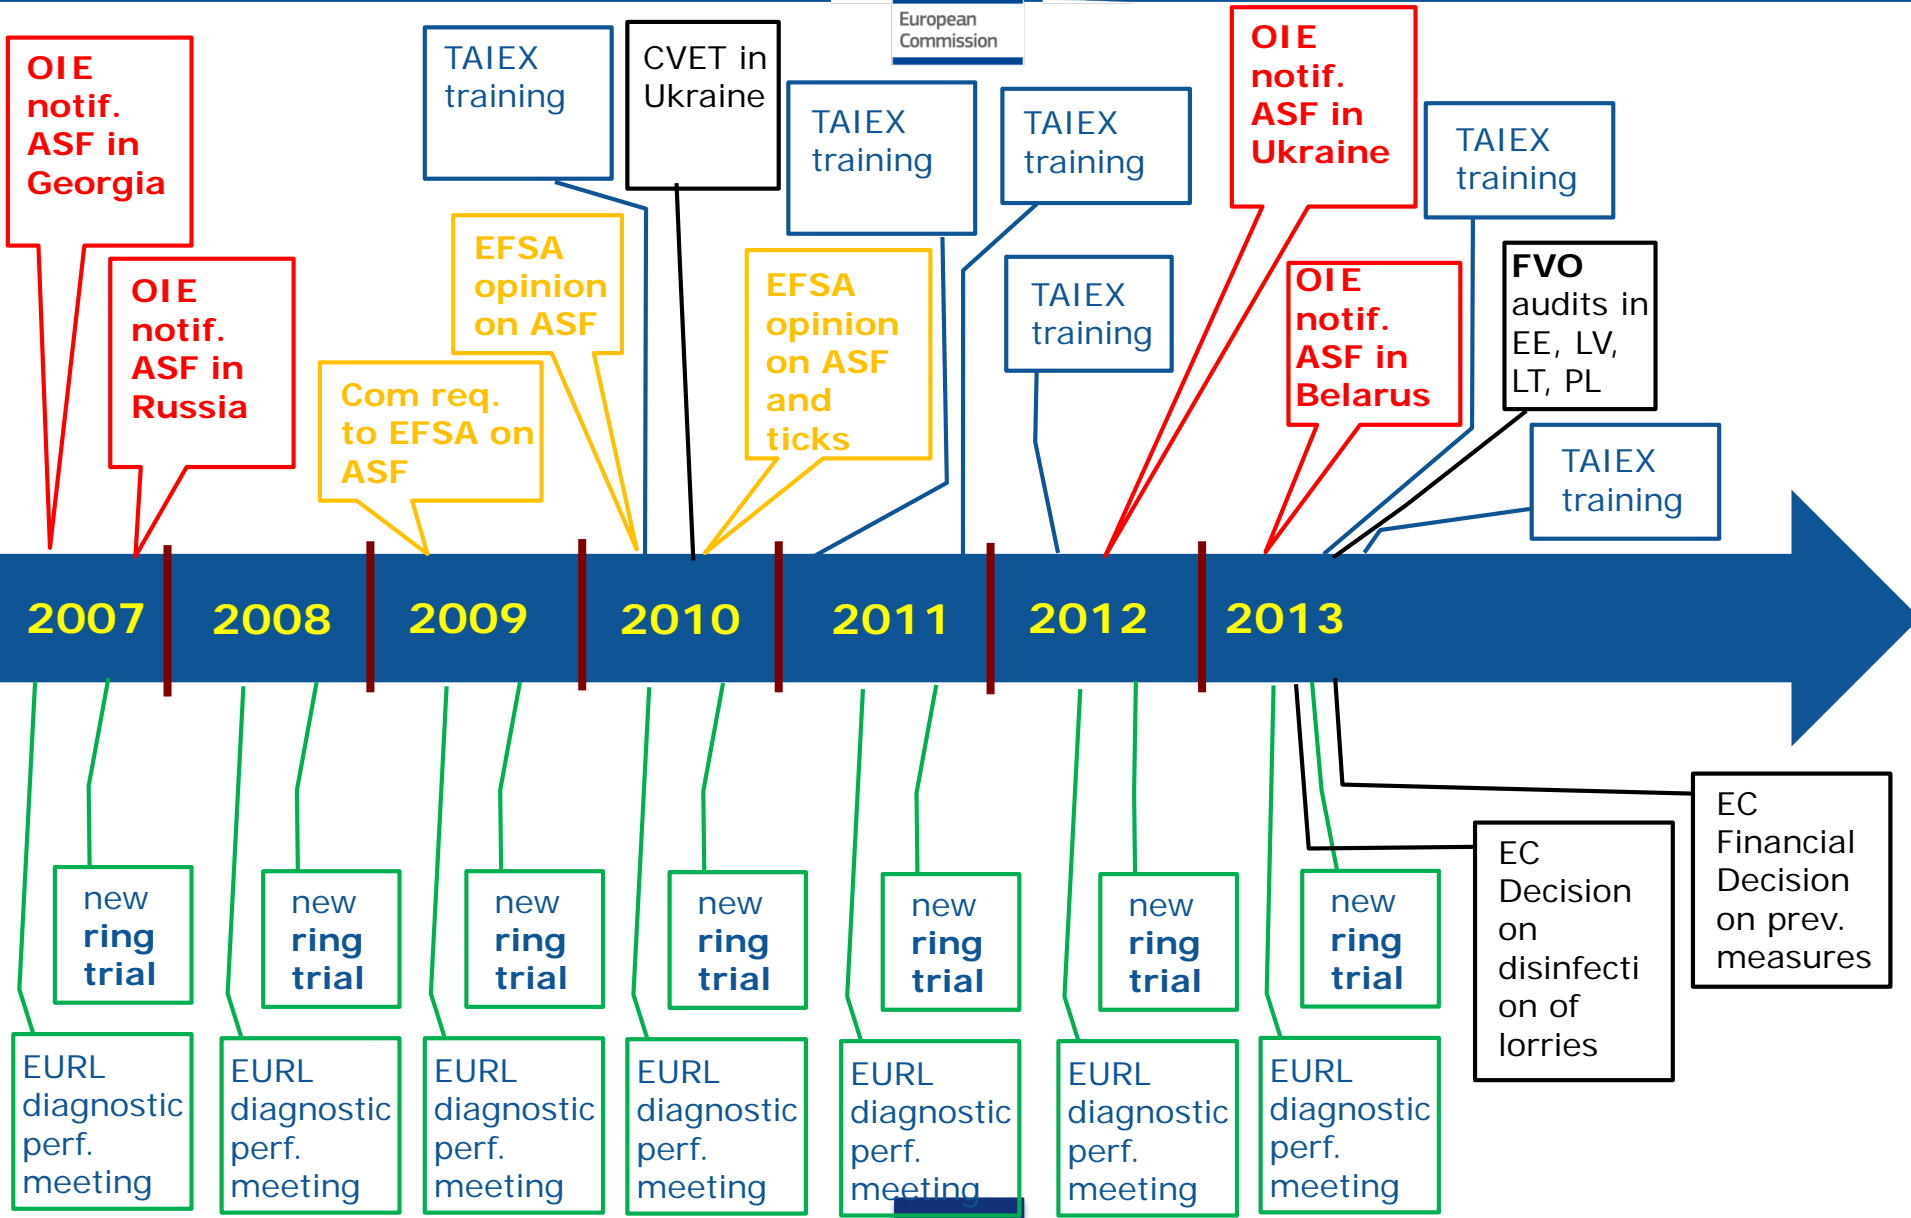 European
Commission
OIE
notif.
ASF in
Georgia
OIE
notif.
ASF in
Russia
Com req.
to EFSA on
ASF
TAIEX
training
EFSA
opinion
on ASF
CVET in
Ukraine
EFSA
opinion
on ASF
and
ticks
TAIEX
training
TAIEX
training
TAIEX
training
OIE
notif.
ASF in
Ukraine
OIE
notif.
ASF in
Belarus
TAIEX
training
FVO
audits in
EE, LV,
LT, PL
TAIEX
training
2007
2008
2009
2010
2011
2012
2013
new
ring
trial
new
ring
trial
new
ring
trial
new
ring
trial
new
ring
trial
new
ring
trial
new
ring
trial
EC
Decision
on
disinfecti
on of
lorries
EC
Financial
Decision
on prev.
measures
EURL
diagnostic
perf.
meeting
EURL
diagnostic
perf.
meeting
EURL
diagnostic
perf.
meeting
EURL
diagnostic
perf.
meeting
EURL
diagnostic
perf.
meeting
EURL
diagnostic
perf.
meeting
EURL
diagnostic
perf.
meeting